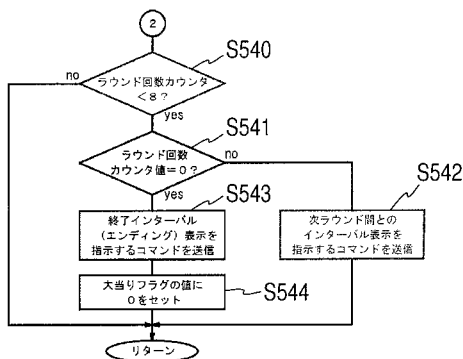 2
S540
no
ラウンド回数カウンタ
<8?
yes
S541
ラウンド回数
カウンタ値=0?
no
yes
S543
S542
終了インターバル
(エンディング)表示を
指示するコマンドを送信
次ラウンド間との
インターバル表示を
指示するコマンドを送信
大当りフラグの値に
0をセット
S544
リターン